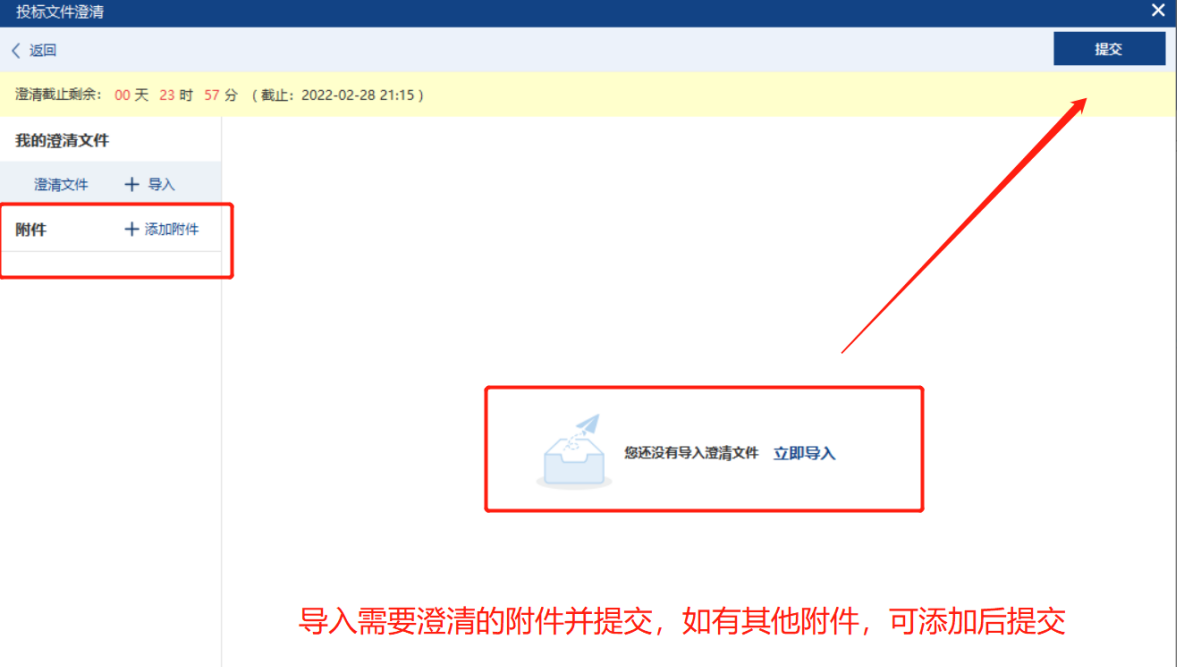 投标文件澄清
返回
提交
澄清截止剩余： 00 天 23 时 57 分 （截止：2022-02-28 21:15）
我的澄清文件
澄清文件 + 导入
附件 + 添加附件
您还没有导入澄清文件 立即导入
导入需要澄清的附件并提交，如有其他附件，可添加后提交